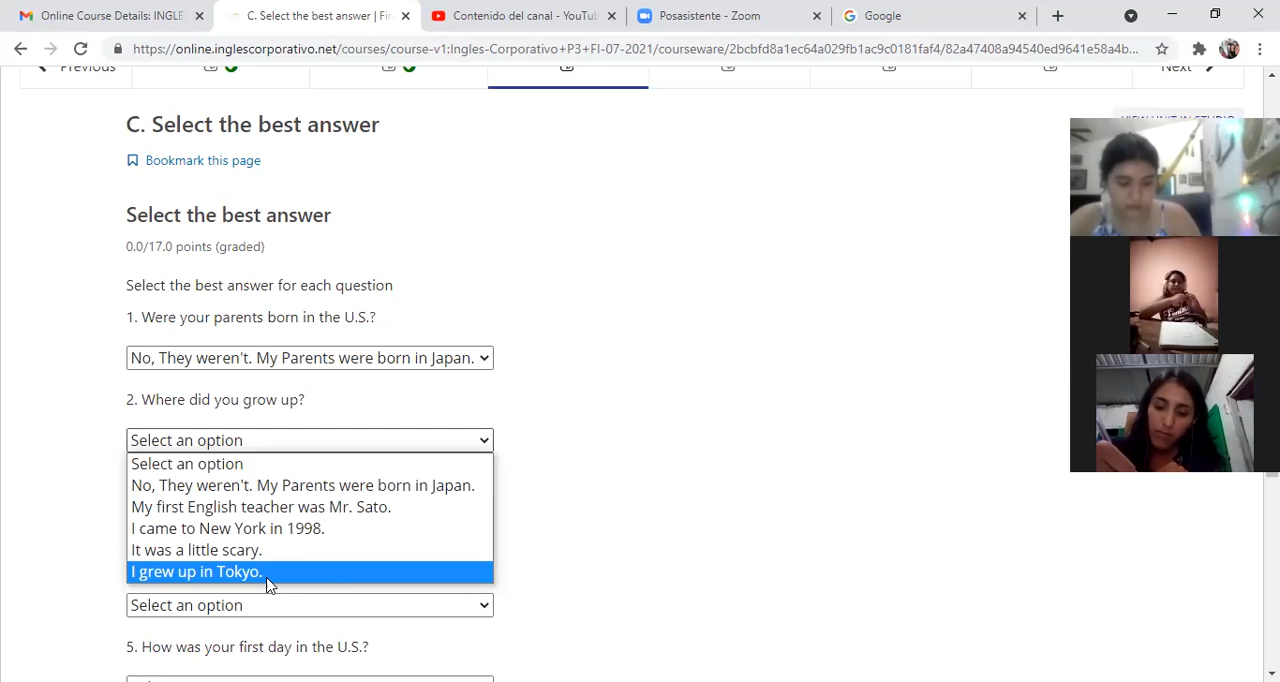 Online Course Details: INGLES
C. Select the best answer | Fin
Contenido del canal - YouTu
Posasistente - Zoom
Google
https://online.inglescorporativo.net/courses/course-v1:Ingles-Corporativo+P3+FI-07-2021/courseware/2bcbfd8a1ec64a029fb1ac9c0181faf4/82a47408a94540ed9641e58a4b...
Previous
Next
VIEW UNIT IN STUDIO
C. Select the best answer
Bookmark this page
Select the best answer
0.0/17.0 points (graded)
Select the best answer for each question
1. Were your parents born in the U.S.?
No, They weren't. My Parents were born in Japan.
2. Where did you grow up?
Select an option
Select an option
No, They weren't. My Parents were born in Japan.
My first English teacher was Mr. Sato.
I came to New York in 1998.
It was a little scary.
I grew up in Tokyo.
Select an option
5. How was your first day in the U.S.?